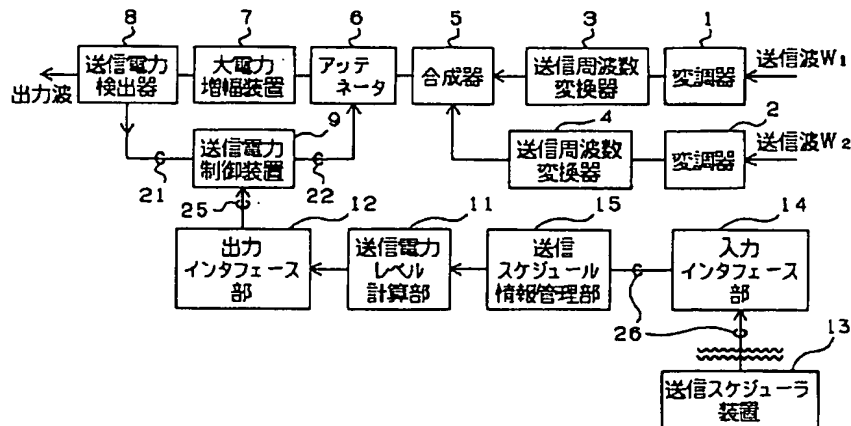 8
7
6
5
3
1
送信電力
検出器
大電力
増幅装置
アッテ
ネータ
合成器
送信周波数
変換器
変調器
送信波W1
出力波
4
2
送信周波数
変換器
変調器
送信波W2
9
送信電力
制御装置
21
22
25
12
11
15
14
出力
インタフェース
部
送信電力
レベル
計算部
送信
スケジュール
情報管理部
入力
インタフェース
部
26
13
送信スケジューラ
装置